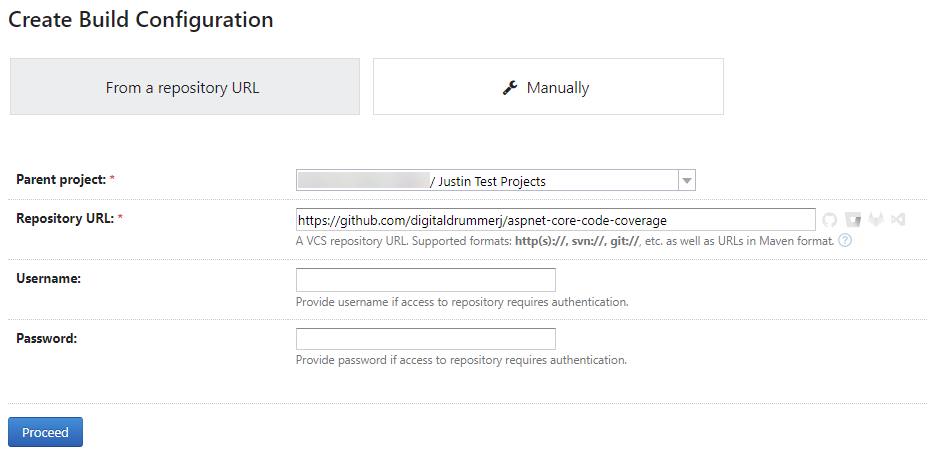 Create Build Configuration
From a repository URL
Manually
Parent project: *
/ Justin Test Projects
Repository URL: *
https://github.com/digitaldrummerj/aspnet-core-code-coverage
A VCS repository URL. Supported formats: http(s)://, svn://, git://, etc. as well as URLs in Maven format. ?
Username:
Provide username if access to repository requires authentication.
Password:
Provide password if access to repository requires authentication.
Proceed